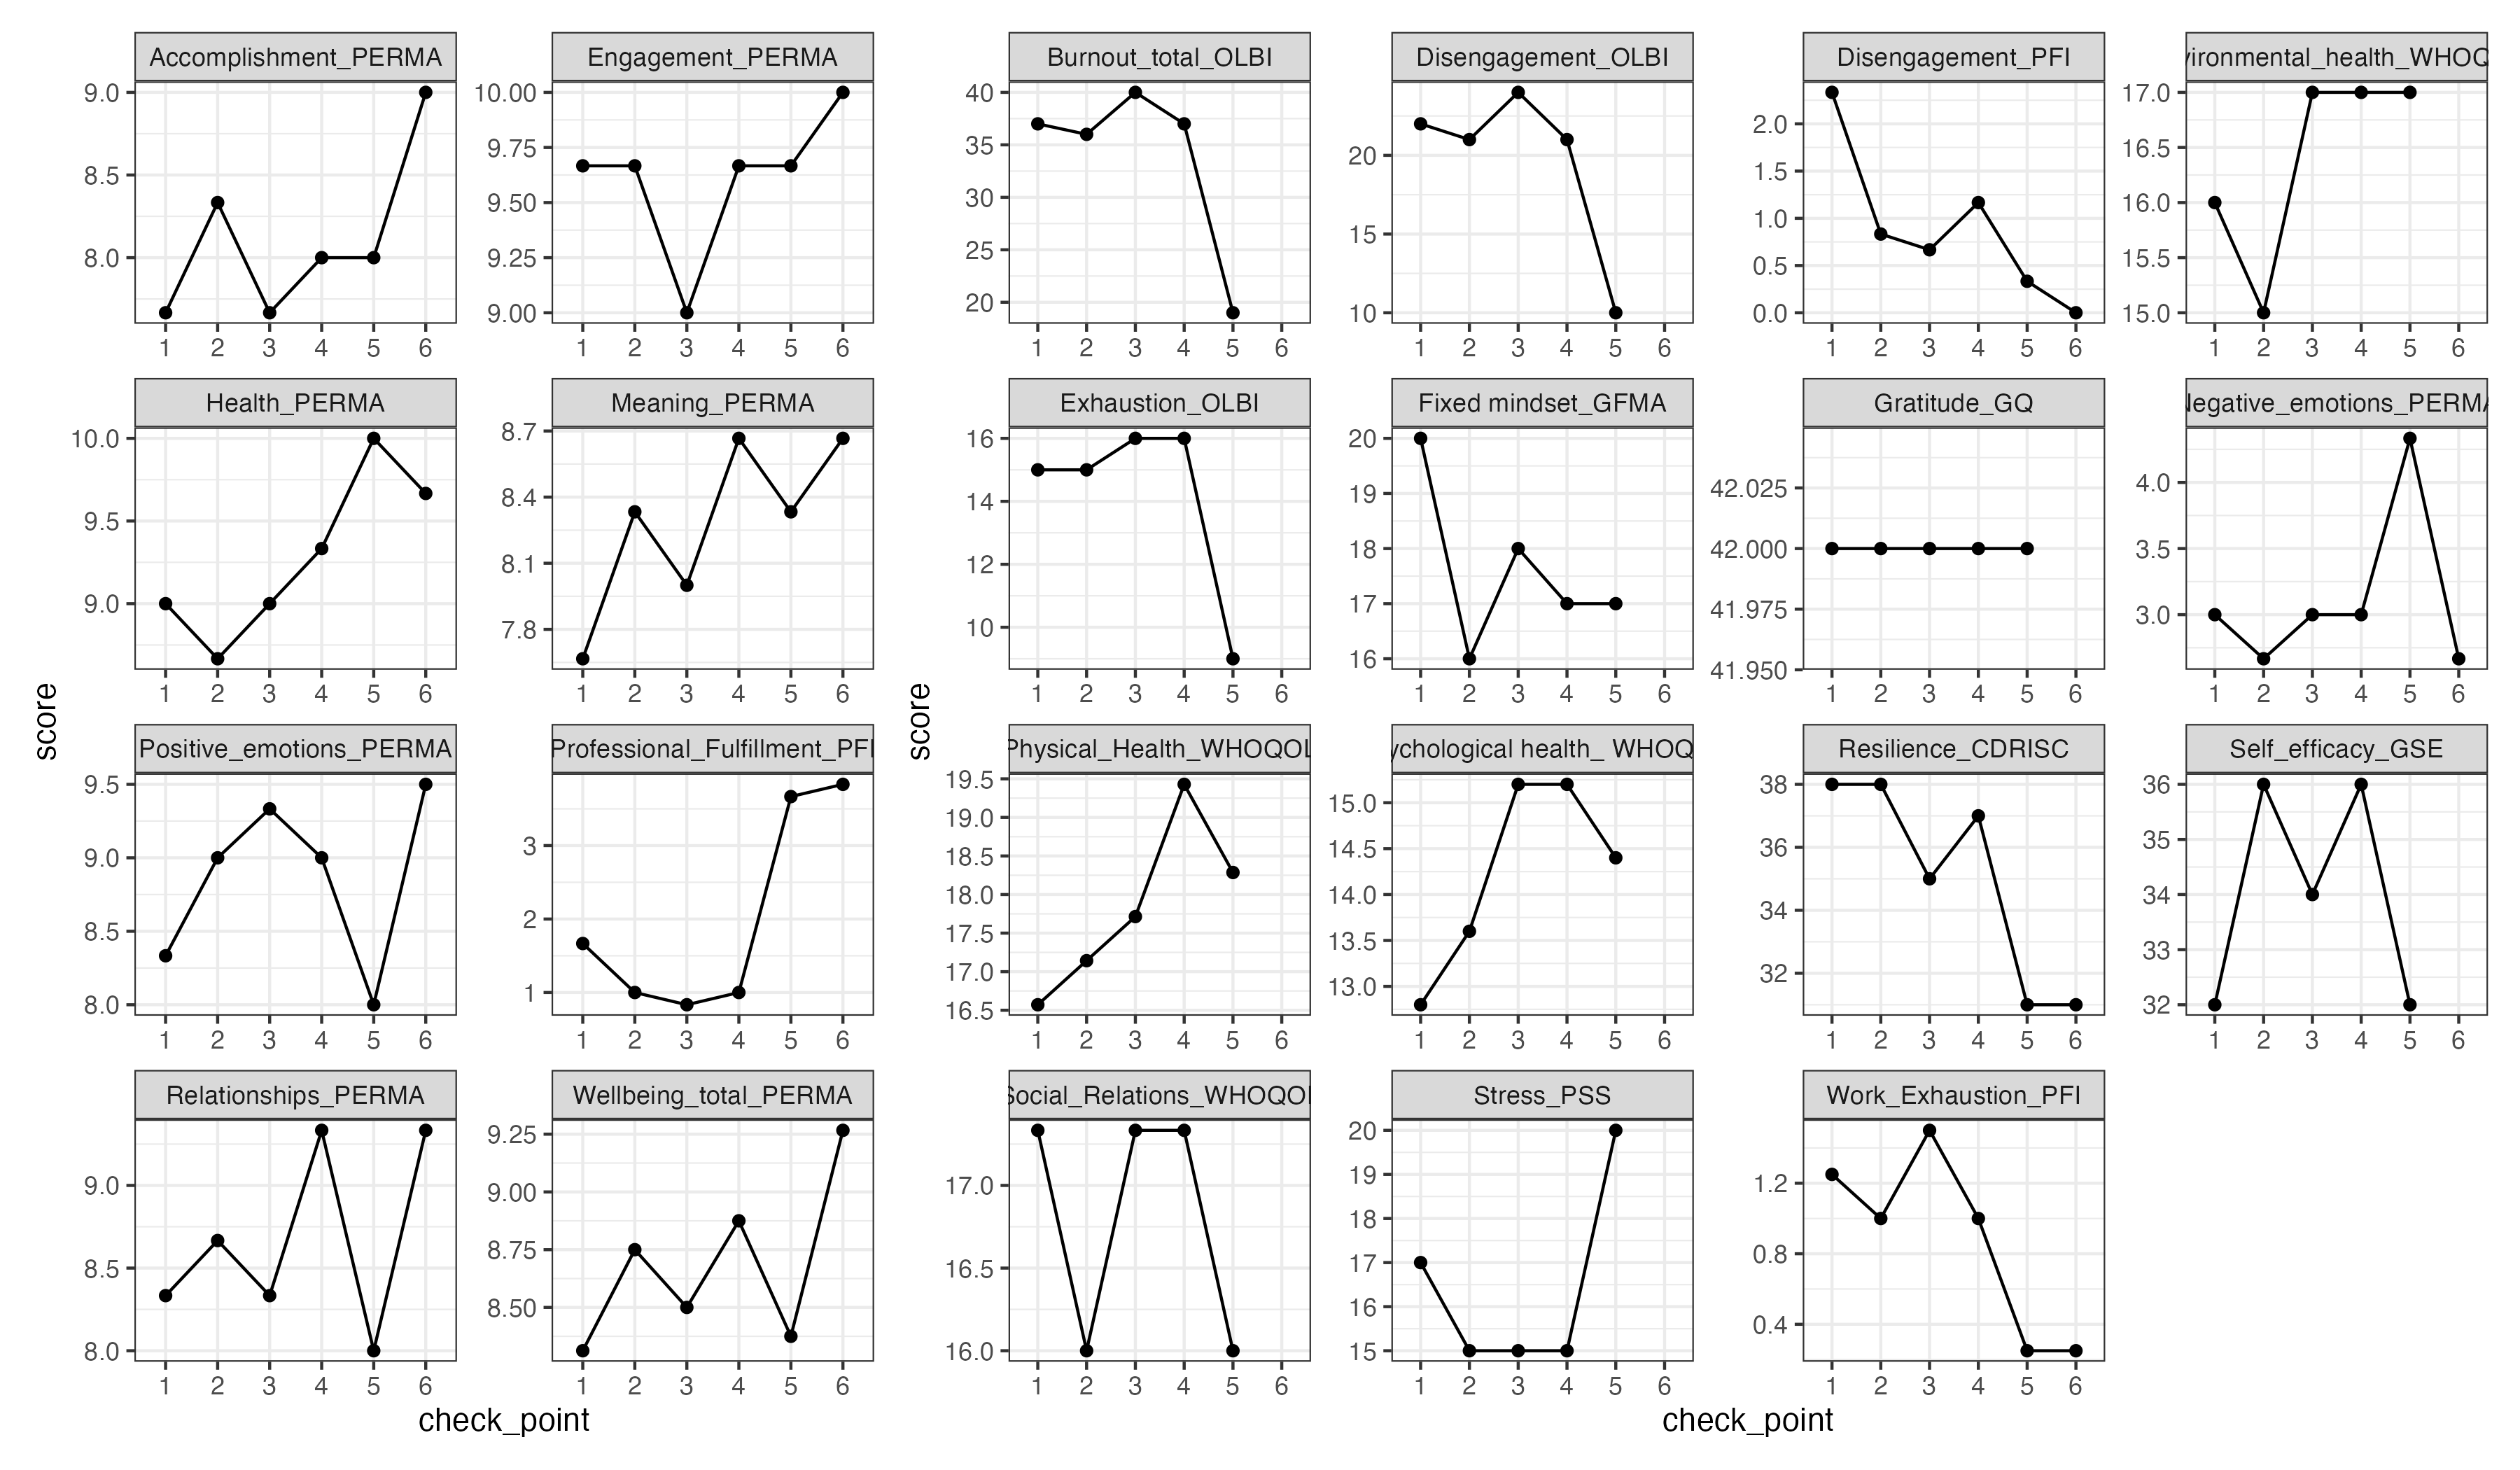 Accomplishment_PERMA
9.0
8.5
8.0
1 2 3 4 5 6
Engagement_PERMA
10.00
9.75
9.50
9.25
9.00
1 2 3 4 5 6
Burnout_total_OLBI
40
35
30
25
20
1 2 3 4 5 6
Disengagement_OLBI
20
15
10
1 2 3 4 5 6
Disengagement_PFI
2.0
1.5
1.0
0.5
0.0
1 2 3 4 5 6
vironmental_health_WHOQ
17.0
16.5
16.0
15.5
15.0
1 2 3 4 5 6
Health_PERMA
10.0
9.5
9.0
1 2 3 4 5 6
Meaning_PERMA
8.7
8.4
8.1
7.8
1 2 3 4 5 6
Exhaustion_OLBI
16
14
12
10
1 2 3 4 5 6
Fixed mindset_GFMA
20
19
18
17
16
1 2 3 4 5 6
Gratitude_GQ
42.025
42.000
41.975
41.950
1 2 3 4 5 6
Negative_emotions_PERMA
4.0
3.5
3.0
1 2 3 4 5 6
score
score
Positive_emotions_PERMA
9.5
9.0
8.5
8.0
1 2 3 4 5 6
Professional_Fulfillment_PFI
3
2
1
1 2 3 4 5 6
Physical_Health_WHOQOL
19.5
19.0
18.5
18.0
17.5
17.0
16.5
1 2 3 4 5 6
ychological health_ WHOQ
15.0
14.5
14.0
13.5
13.0
1 2 3 4 5 6
Resilience_CDRISC
38
36
34
32
1 2 3 4 5 6
Self_efficacy_GSE
36
35
34
33
32
1 2 3 4 5 6
Relationships_PERMA
9.0
8.5
8.0
1 2 3 4 5 6
Wellbeing_total_PERMA
9.25
9.00
8.75
8.50
1 2 3 4 5 6
Social_Relations_WHOQOL
17.0
16.5
16.0
1 2 3 4 5 6
Stress_PSS
20
19
18
17
16
15
1 2 3 4 5 6
Work_Exhaustion_PFI
1.2
0.8
0.4
1 2 3 4 5 6
check_point
check_point